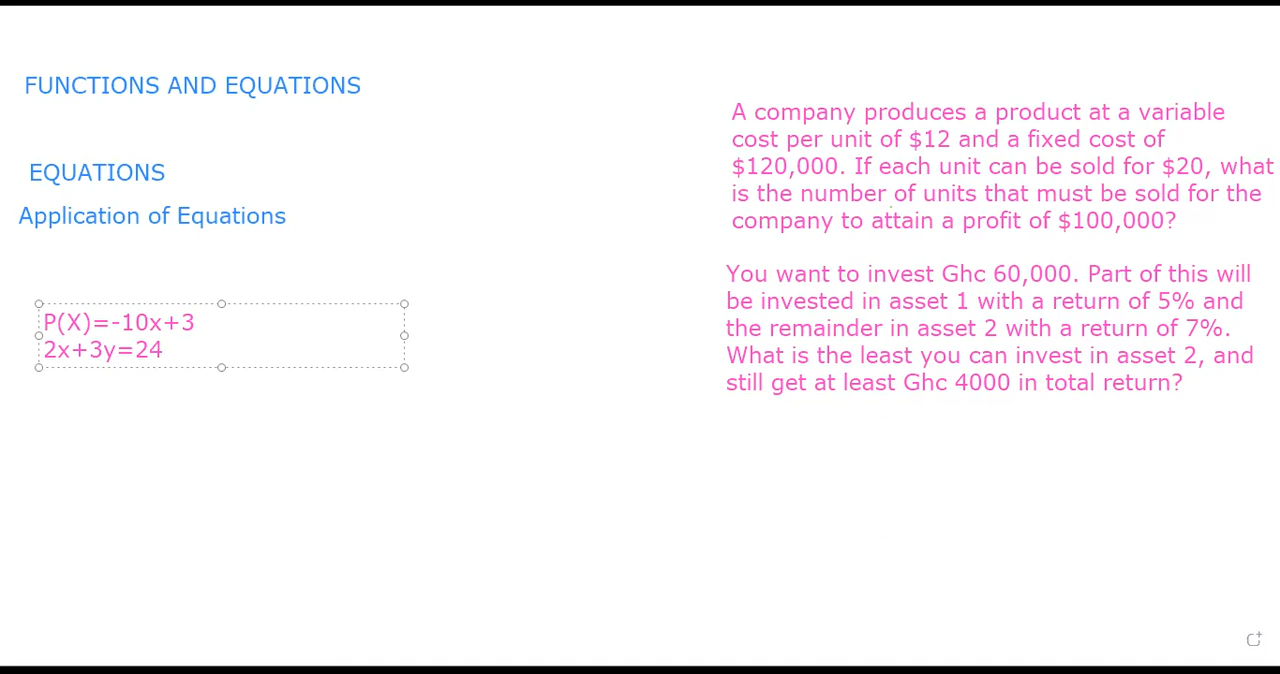 FUNCTIONS AND EQUATIONS
EQUATIONS
Application of Equations
P(X)=-10x+3
2x+3y=24
A company produces a product at a variable
cost per unit of $12 and a fixed cost of
$120,000. If each unit can be sold for $20, what
is the number of units that must be sold for the
company to attain a profit of $100,000?
You want to invest Ghc 60,000. Part of this will
be invested in asset 1 with a return of 5% and
the remainder in asset 2 with a return of 7%.
What is the least you can invest in asset 2, and
still get at least Ghc 4000 in total return?